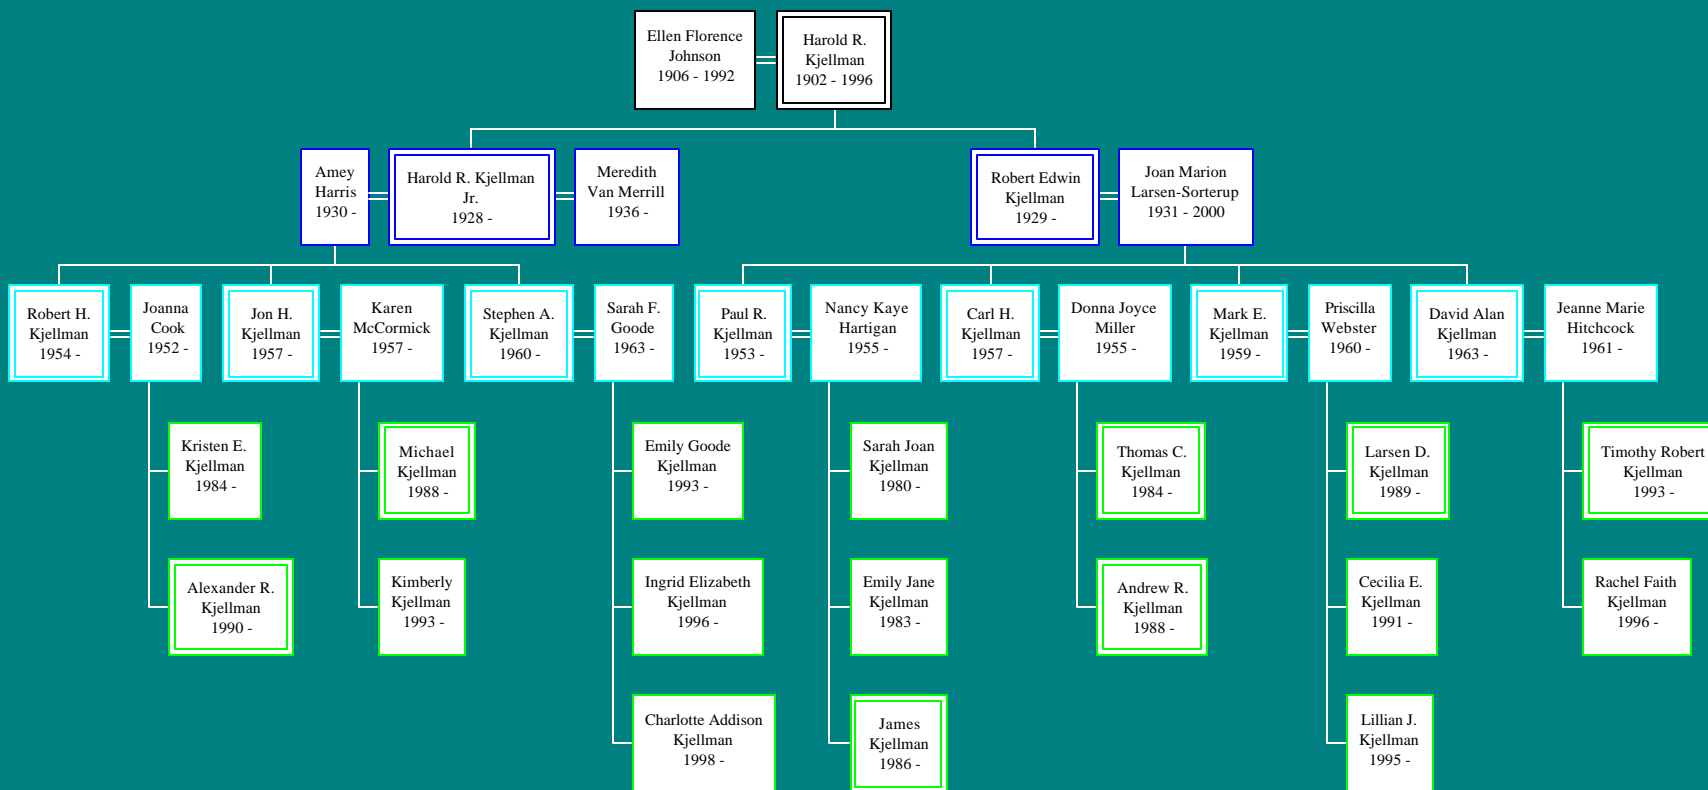 Ellen Florence
Johnson
1906 - 1992
Harold R.
Kjellman
1902 - 1996
Amey
Harris
1930 -
Harold R. Kjellman
Jr.
1928 -
Meredith
Van Merrill
1936 -
Robert Edwin
Kjellman
1929 -
Joan Marion
Larsen-Sorterup
1931 - 2000
Robert H.
Kjellman
1954 -
Joanna
Cook
1952 -
Jon H.
Kjellman
1957 -
Karen
McCormick
1957 -
Stephen A.
Kjellman
1960 -
Sarah F.
Goode
1963 -
Paul R.
Kjellman
1953 -
Nancy Kaye
Hartigan
1955 -
Carl H.
Kjellman
1957 -
Donna Joyce
Miller
1955 -
Mark E.
Kjellman
1959 -
Priscilla
Webster
1960 -
David Alan
Kjellman
1963 -
Jeanne Marie
Hitchcock
1961 -
Kristen E.
Kjellman
1984 -
Michael
Kjellman
1988 -
Emily Goode
Kjellman
1993 -
Sarah Joan
Kjellman
1980 -
Thomas C.
Kjellman
1984 -
Larsen D.
Kjellman
1989 -
Timothy Robert
Kjellman
1993 -
Alexander R.
Kjellman
1990 -
Kimberly
Kjellman
1993 -
Ingrid Elizabeth
Kjellman
1996 -
Emily Jane
Kjellman
1983 -
Andrew R.
Kjellman
1988 -
Cecilia E.
Kjellman
1991 -
Rachel Faith
Kjellman
1996 -
Charlotte Addison
Kjellman
1998 -
James
Kjellman
1986 -
Lillian J.
Kjellman
1995 -